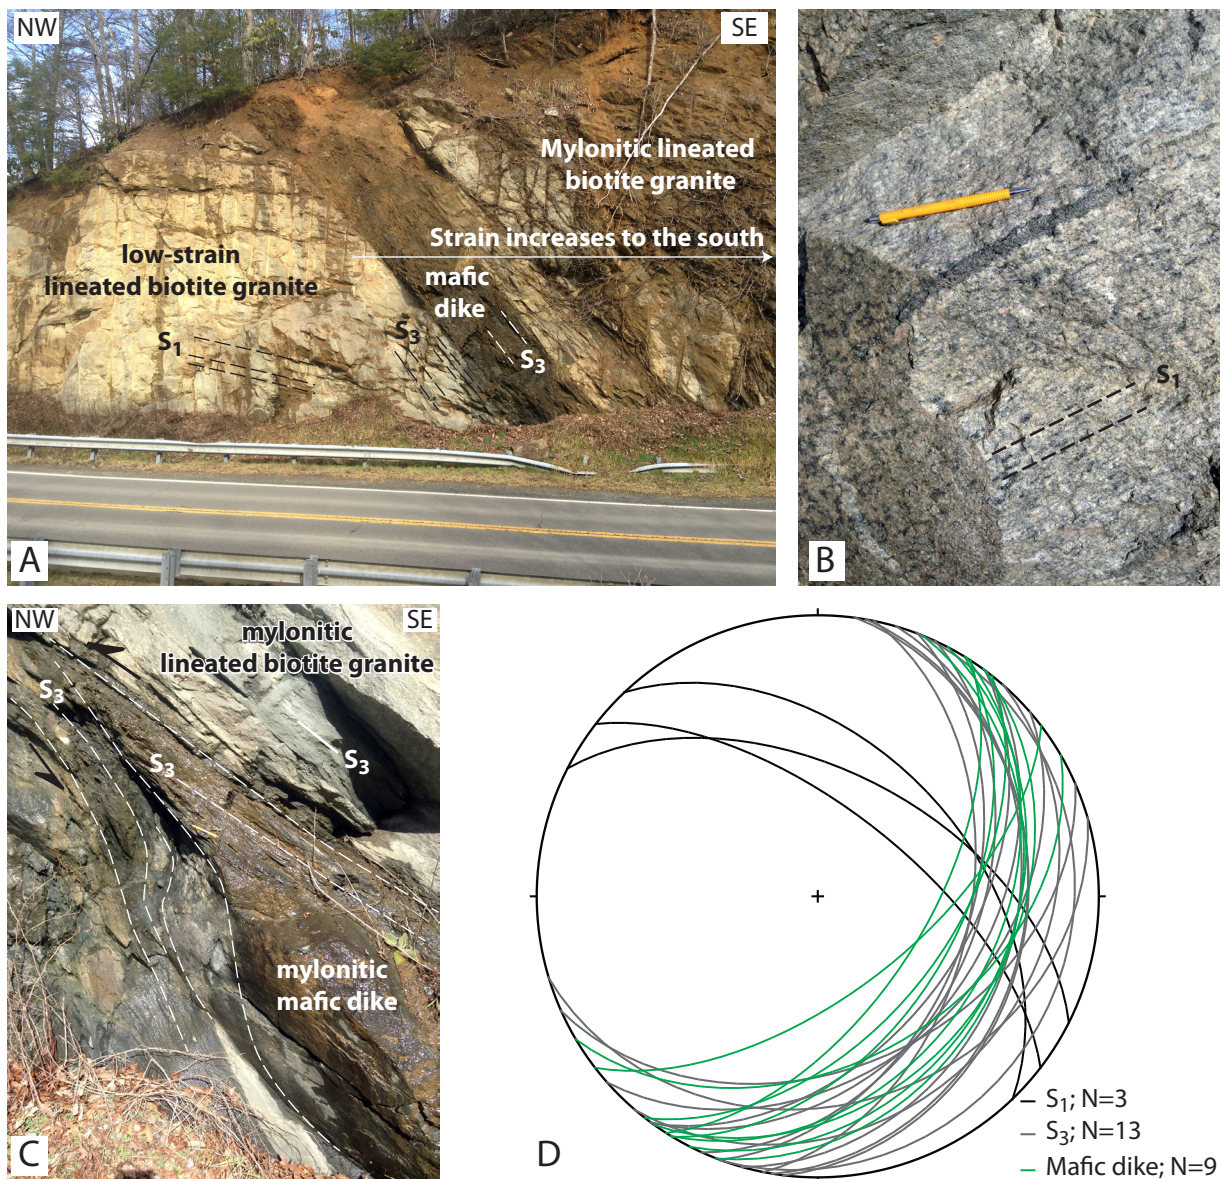 NW
SE
Mylonitic lineated
biotite granite
Strain increases to the south
low-strain
lineated biotite granite
mafic
dike
S₁
S₃
S₃
A
S₁
B
NW
SE
mylonitic
lineated biotite granite
S₃
S₃
S₃
mylonitic
mafic dike
C
D
S₁; N=3
S₃; N=13
Mafic dike; N=9